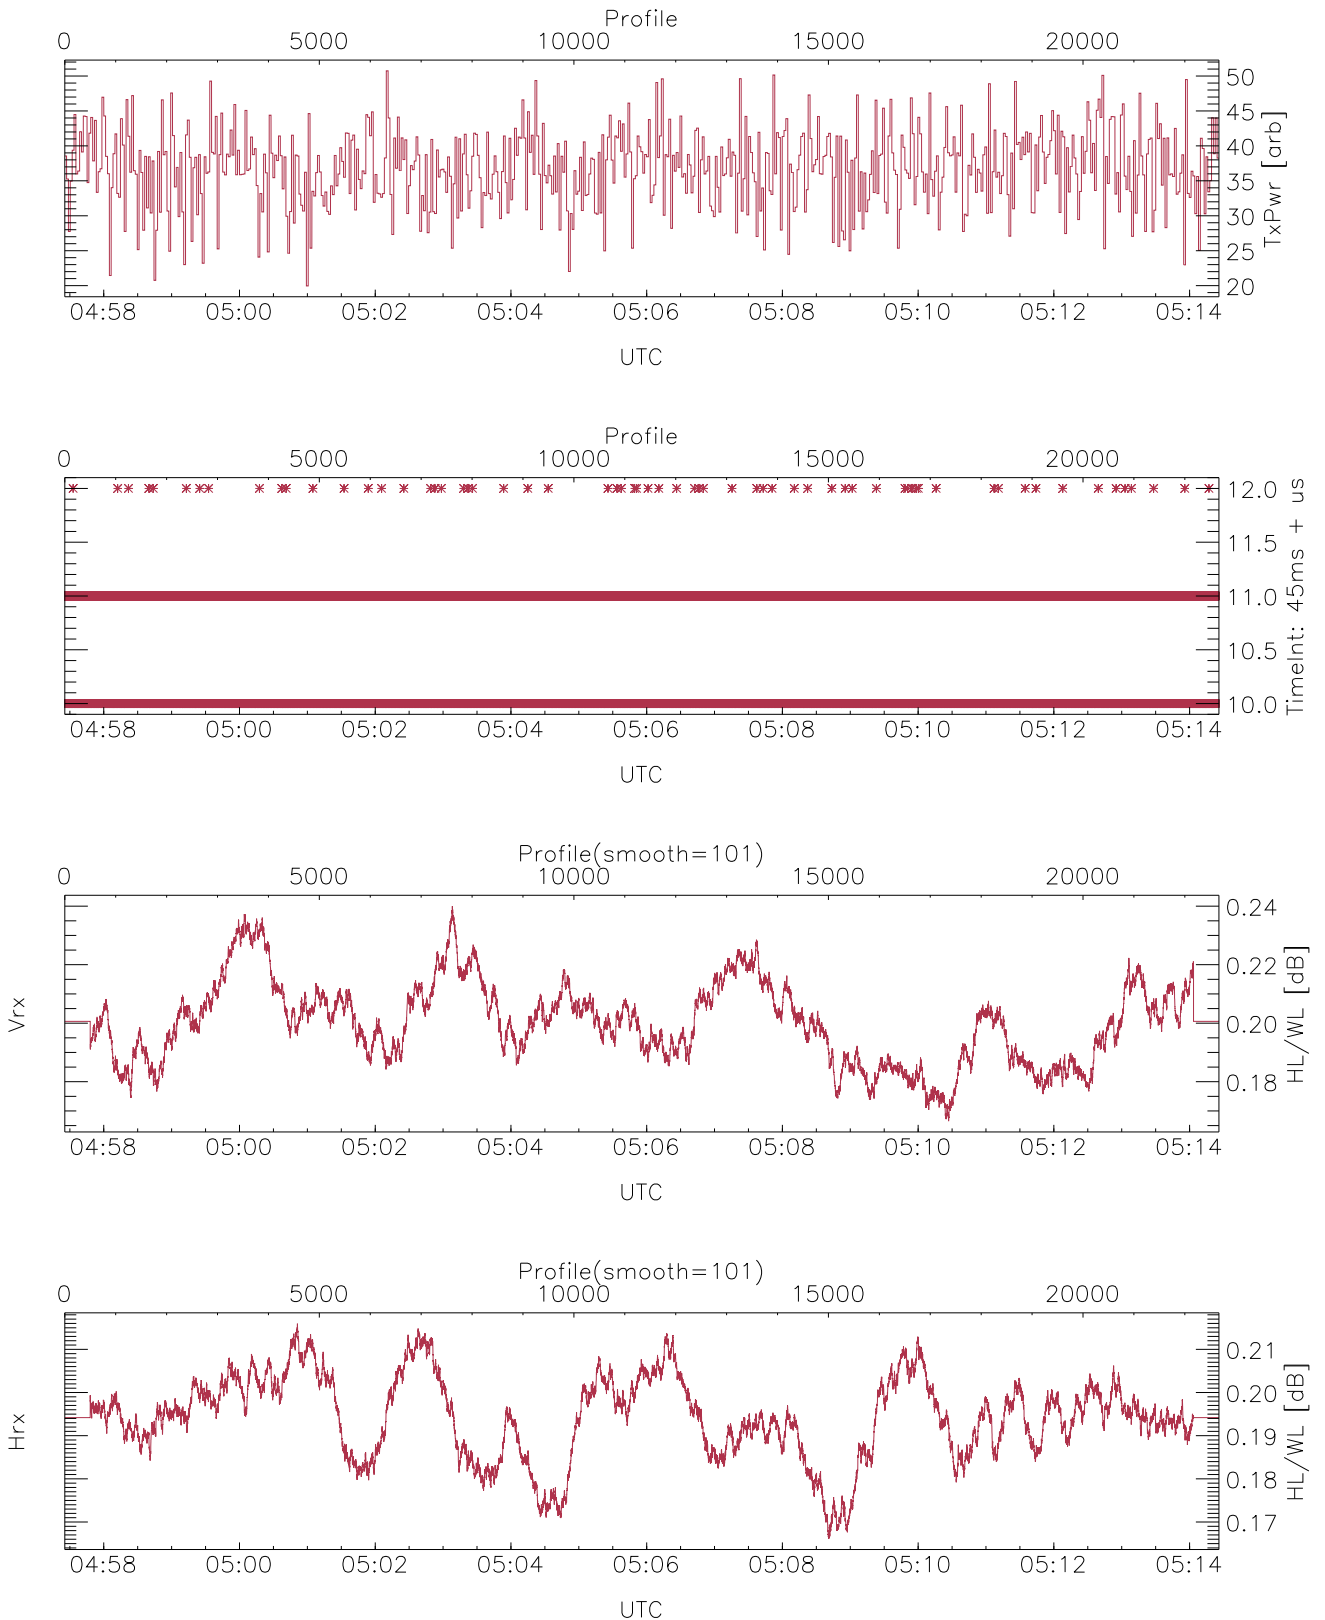 Profile
0 5000 10000 15000 20000
50
45
40
35
30
25
20
TxPwr [arb]
04:58 05:00 05:02 05:04 05:06 05:08 05:10 05:12 05:14
UTC
Profile
0 5000 10000 15000 20000
12.0
11.5
11.0
10.5
10.0
TimeInt: 45ms + us
04:58 05:00 05:02 05:04 05:06 05:08 05:10 05:12 05:14
UTC
Profile(smooth=101)
0 5000 10000 15000 20000
Vrx
0.24
0.22
0.20
0.18
HL/WL [dB]
04:58 05:00 05:02 05:04 05:06 05:08 05:10 05:12 05:14
UTC
Profile(smooth=101)
0 5000 10000 15000 20000
Hrx
0.21
0.20
0.19
0.18
0.17
HL/WL [dB]
04:58 05:00 05:02 05:04 05:06 05:08 05:10 05:12 05:14
UTC